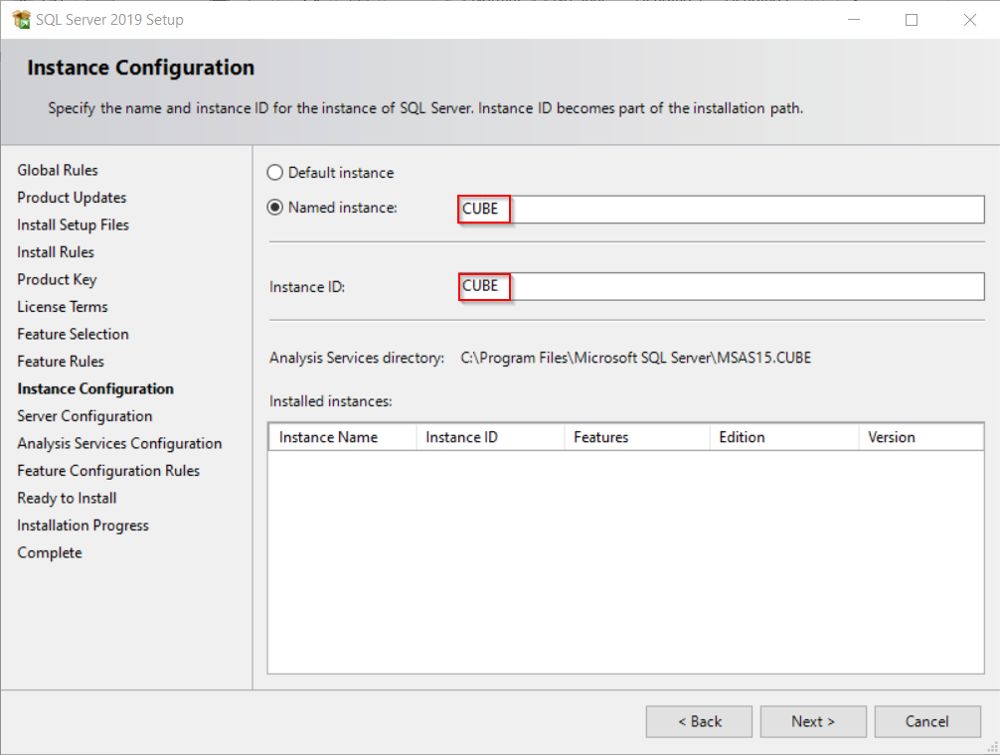 SQL Server 2019 Setup
Instance Configuration
Specify the name and instance ID for the instance of SQL Server. Instance ID becomes part of the installation path.
Global Rules
Product Updates
Install Setup Files
Install Rules
Product Key
License Terms
Feature Selection
Feature Rules
Instance Configuration
Server Configuration
Analysis Services Configuration
Feature Configuration Rules
Ready to Install
Installation Progress
Complete
Default instance
Named instance: CUBE
Instance ID: CUBE
Analysis Services directory: C:\Program Files\Microsoft SQL Server\MSAS15.CUBE
Installed instances:
Instance Name Instance ID Features Edition Version
< Back Next > Cancel